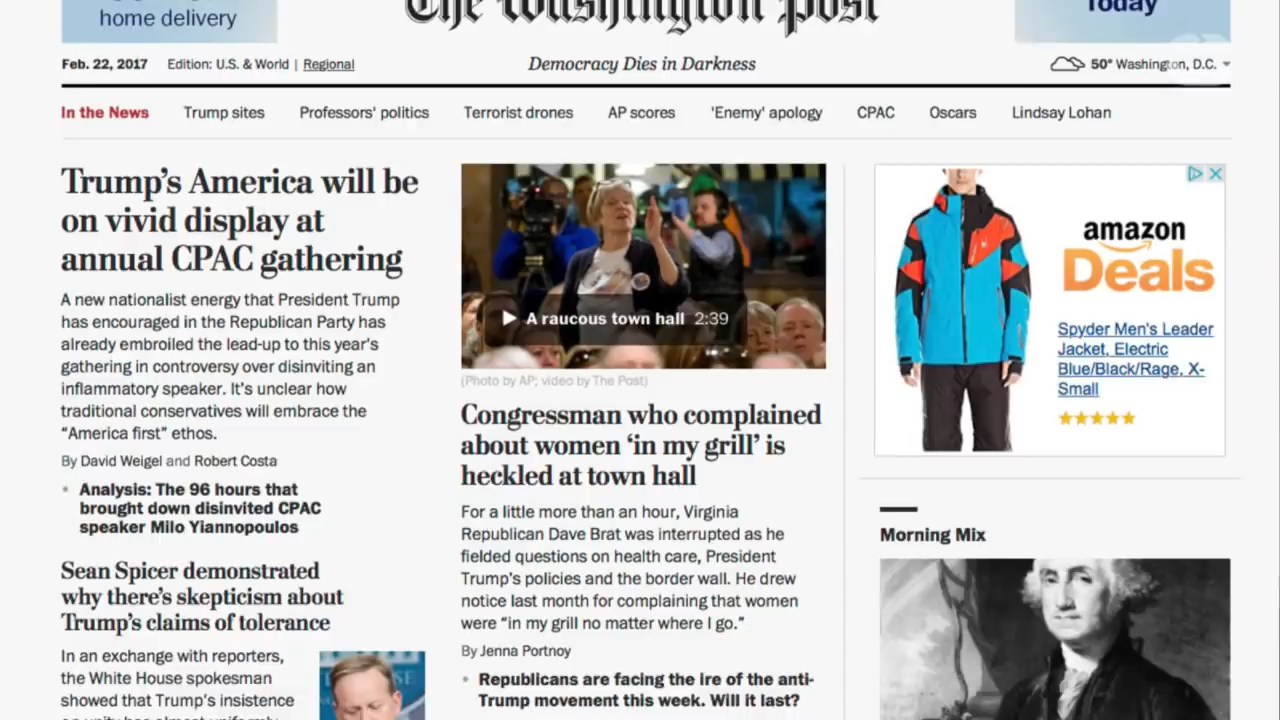 home delivery
The Washington Post
Today
Feb. 22, 2017 Edition: U.S. & World | Regional
Democracy Dies in Darkness
50° Washington, D.C.
In the News Trump sites Professors' politics Terrorist drones AP scores 'Enemy' apology CPAC Oscars Lindsay Lohan
Trump's America will be
on vivid display at
annual CPAC gathering
A new nationalist energy that President Trump
has encouraged in the Republican Party has
already embroiled the lead-up to this year's
gathering in controversy over disinviting an
inflammatory speaker. It's unclear how
traditional conservatives will embrace the
“America first” ethos.
By David Weigel and Robert Costa
• Analysis: The 96 hours that
brought down disinvited CPAC
speaker Milo Yiannopoulos
Sean Spicer demonstrated
why there's skepticism about
Trump's claims of tolerance
In an exchange with reporters,
the White House spokesman
showed that Trump's insistence
on unity has almost uniformly
A raucous town hall 2:39
(Photo by AP; video by The Post)
Congressman who complained
about women ‘in my grill’ is
heckled at town hall
For a little more than an hour, Virginia
Republican Dave Brat was interrupted as he
fielded questions on health care, President
Trump's policies and the border wall. He drew
notice last month for complaining that women
were “in my grill no matter where I go.”
By Jenna Portnoy
• Republicans are facing the ire of the anti-
Trump movement this week. Will it last?
amazon
Deals
Spyder Men's Leader
Jacket, Electric
Blue/Black/Rage, X-
Small
Morning Mix